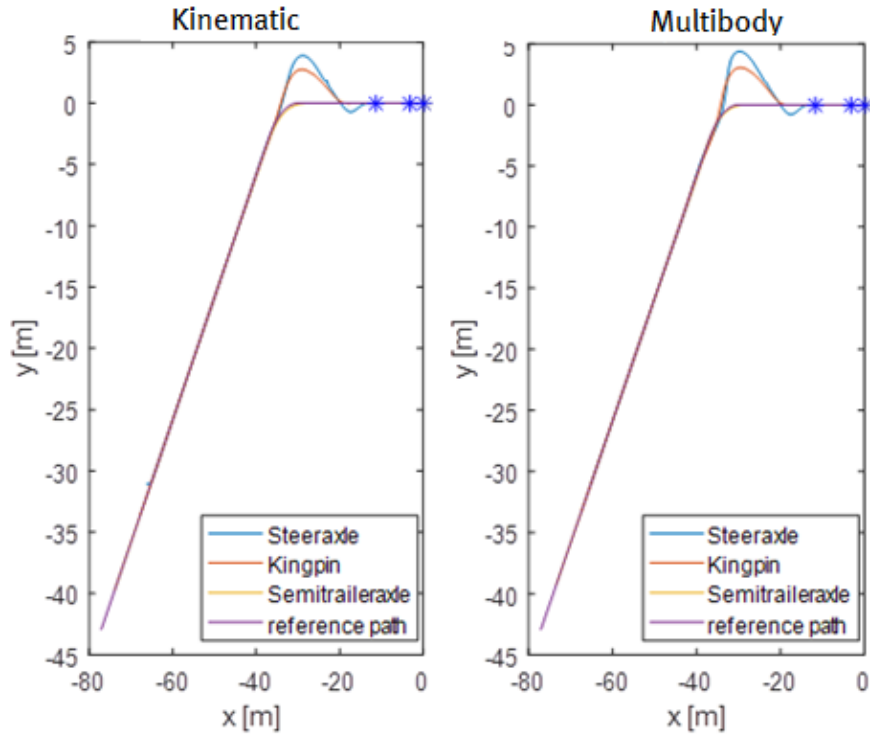 Kinematic
5
0
-5
-10
-15
-20
-25
-30
-35
-40
-45
-80
-60
-40
-20
0
y [m]
x [m]
Steeraxle
Kingpin
Semitraileraxle
reference path
Multibody
5
0
-5
-10
-15
-20
-25
-30
-35
-40
-45
-80
-60
-40
-20
0
y [m]
x [m]
Steeraxle
Kingpin
Semitraileraxle
reference path